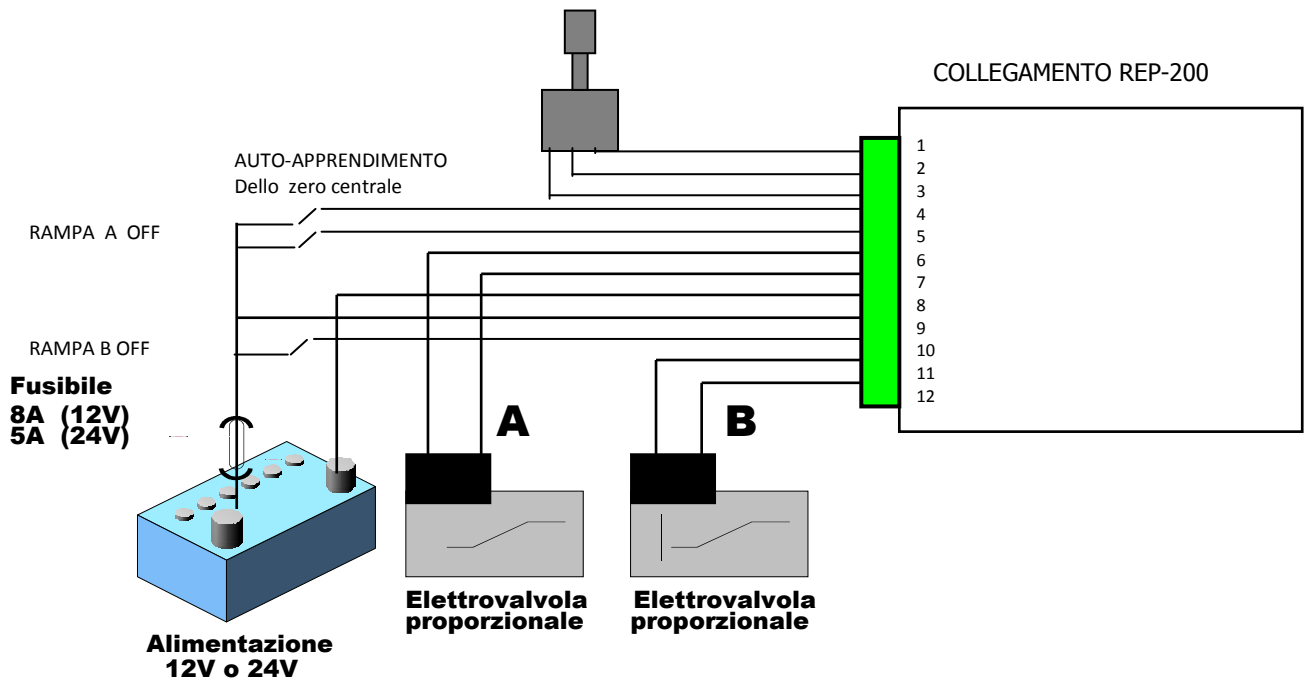 COLLEGAMENTO REP-200
AUTO-APPRENDIMENTO
Dello zero centrale
RAMPA A OFF
RAMPA B OFF
Fusibile
8A (12V)
5A (24V)
1
2
3
4
5
6
7
8
9
10
11
12
A
B
Elettrovalvola
proporzionale
Elettrovalvola
proporzionale
Alimentazione
12V o 24V